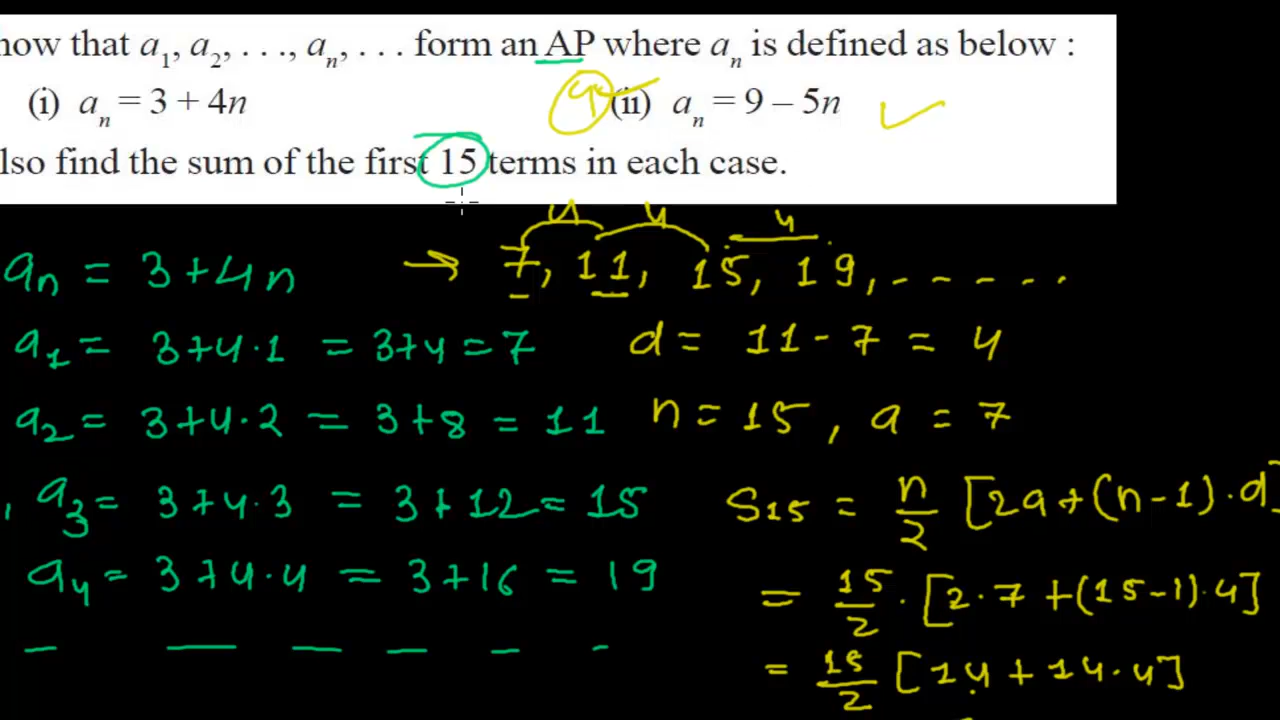 now that a₁, a₂, . . ., aₙ, . . . form an AP where aₙ is defined as below :
(i) aₙ = 3 + 4n (ii) aₙ = 9 – 5n
lso find the sum of the first 15 terms in each case.
aₙ = 3+4n → 7, 11, 15, 19, - - - - - -
4 4 4
a₁ = 3+4·1 = 3+4 = 7 d = 11 - 7 = 4
a₂ = 3+4·2 = 3+8 = 11 n = 15, a = 7
, a₃ = 3+4·3 = 3+12 = 15 S₁₅ = n/2 [2a+(n-1)·d]
a₄ = 3+4·4 = 3+16 = 19 = 15/2 · [2·7+(15-1)·4]
= 15/2 [14+14·4]